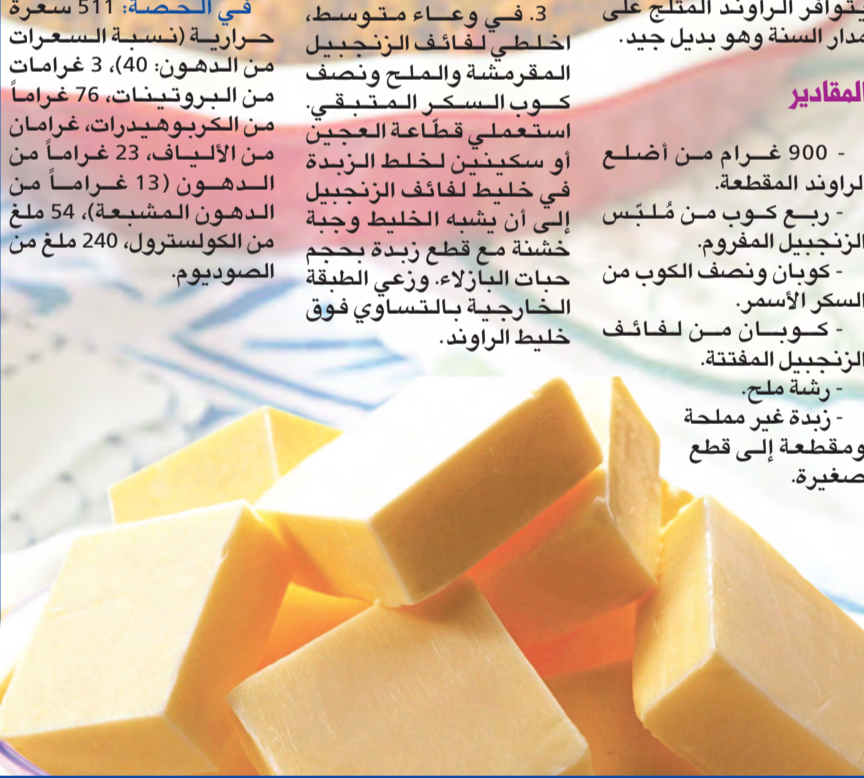 يتوافر الراوند المثلج على
مدار السنة وهو بديل جيد.
المقادير
- 900 غرام من أضلع
الراوند المقطعة.
- ربع كوب من مُلبّس
الزنجبيل المفروم.
- كوبان ونصف الكوب من
السكر الأسمر.
- كوبان من لفائف
الزنجبيل المفتتة.
- رشة ملح.
- زبدة غير مملحة
ومقطعة إلى قطع
صغيرة.
3. في وعاء متوسط،
اخلطي لفائف الزنجبيل
المقرمشة والملح ونصف
كوب السكر المتبقي.
استعملي قطّاعة العجين
أو سكينين لخلط الزبدة
في خليط لفائف الزنجبيل
إلى أن يشبه الخليط وجبة
خشنة مع قطع زبدة بحجم
حبات البازلاء. وزعي الطبقة
الخارجية بالتساوي فوق
خليط الراوند.
في الحصة: 511 سعرة
حرارية (نسبة السعرات
من الدهون: 40)، 3 غرامات
من البروتينات، 76 غراماً
من الكربوهيدرات، غرامان
من الألياف، 23 غراماً من
الدهون (13 غراماً من
الدهون المشبعة)، 54 ملغ
من الكولسترول، 240 ملغ من
الصوديوم.